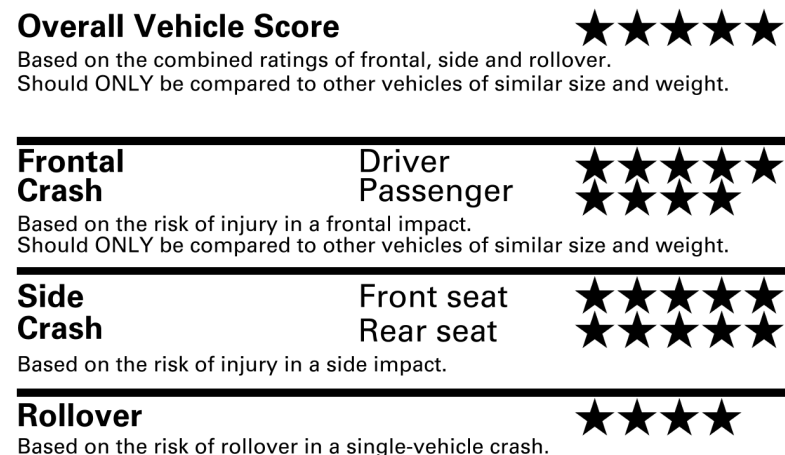 Overall Vehicle Score ★★★★★
Based on the combined ratings of frontal, side and rollover.
Should ONLY be compared to other vehicles of similar size and weight.
Frontal Driver ★★★★★
Crash Passenger ★★★★
Based on the risk of injury in a frontal impact.
Should ONLY be compared to other vehicles of similar size and weight.
Side Front seat ★★★★★
Crash Rear seat ★★★★★
Based on the risk of injury in a side impact.
Rollover ★★★★
Based on the risk of rollover in a single-vehicle crash.